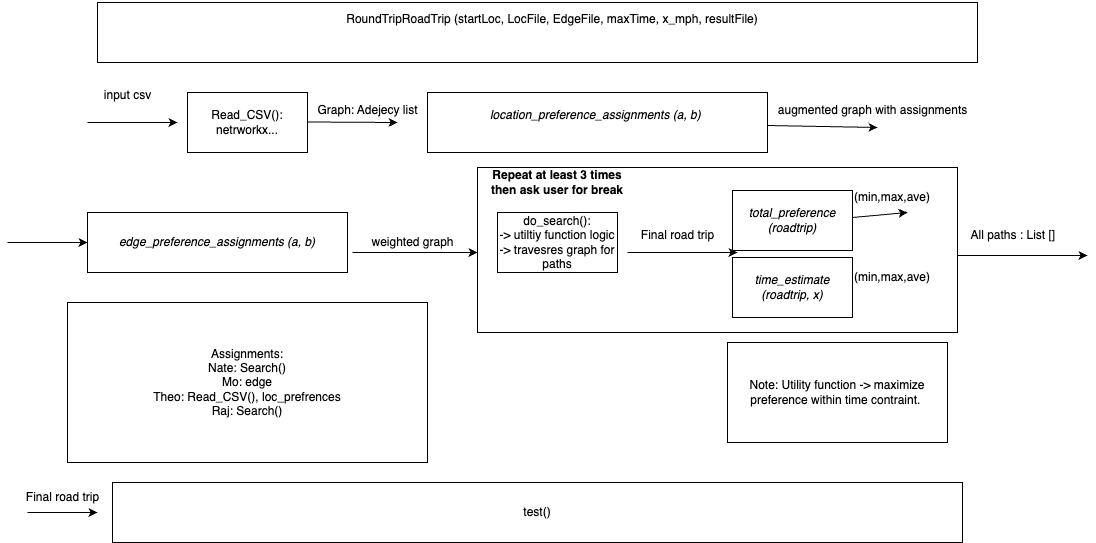 RoundTripRoadTrip (startLoc, LocFile, EdgeFile, maxTime, x_mph, resultFile)
input csv
Read_CSV():
netrworkx...
Graph: Adejecy list
location_preference_assignments (a, b)
augmented graph with assignments
edge_preference_assignments (a, b)
weighted graph
Repeat at least 3 times
then ask user for break
do_search():
-> utiltiy function logic
-> travesres graph for
paths
Final road trip
total_preference
(roadtrip)
(min,max,ave)
time_estimate
(roadtrip, x)
(min,max,ave)
All paths : List []
Assignments:
Nate: Search()
Mo: edge
Theo: Read_CSV(), loc_prefrences
Raj: Search()
Note: Utility function -> maximize
preference within time contraint.
Final road trip
test()